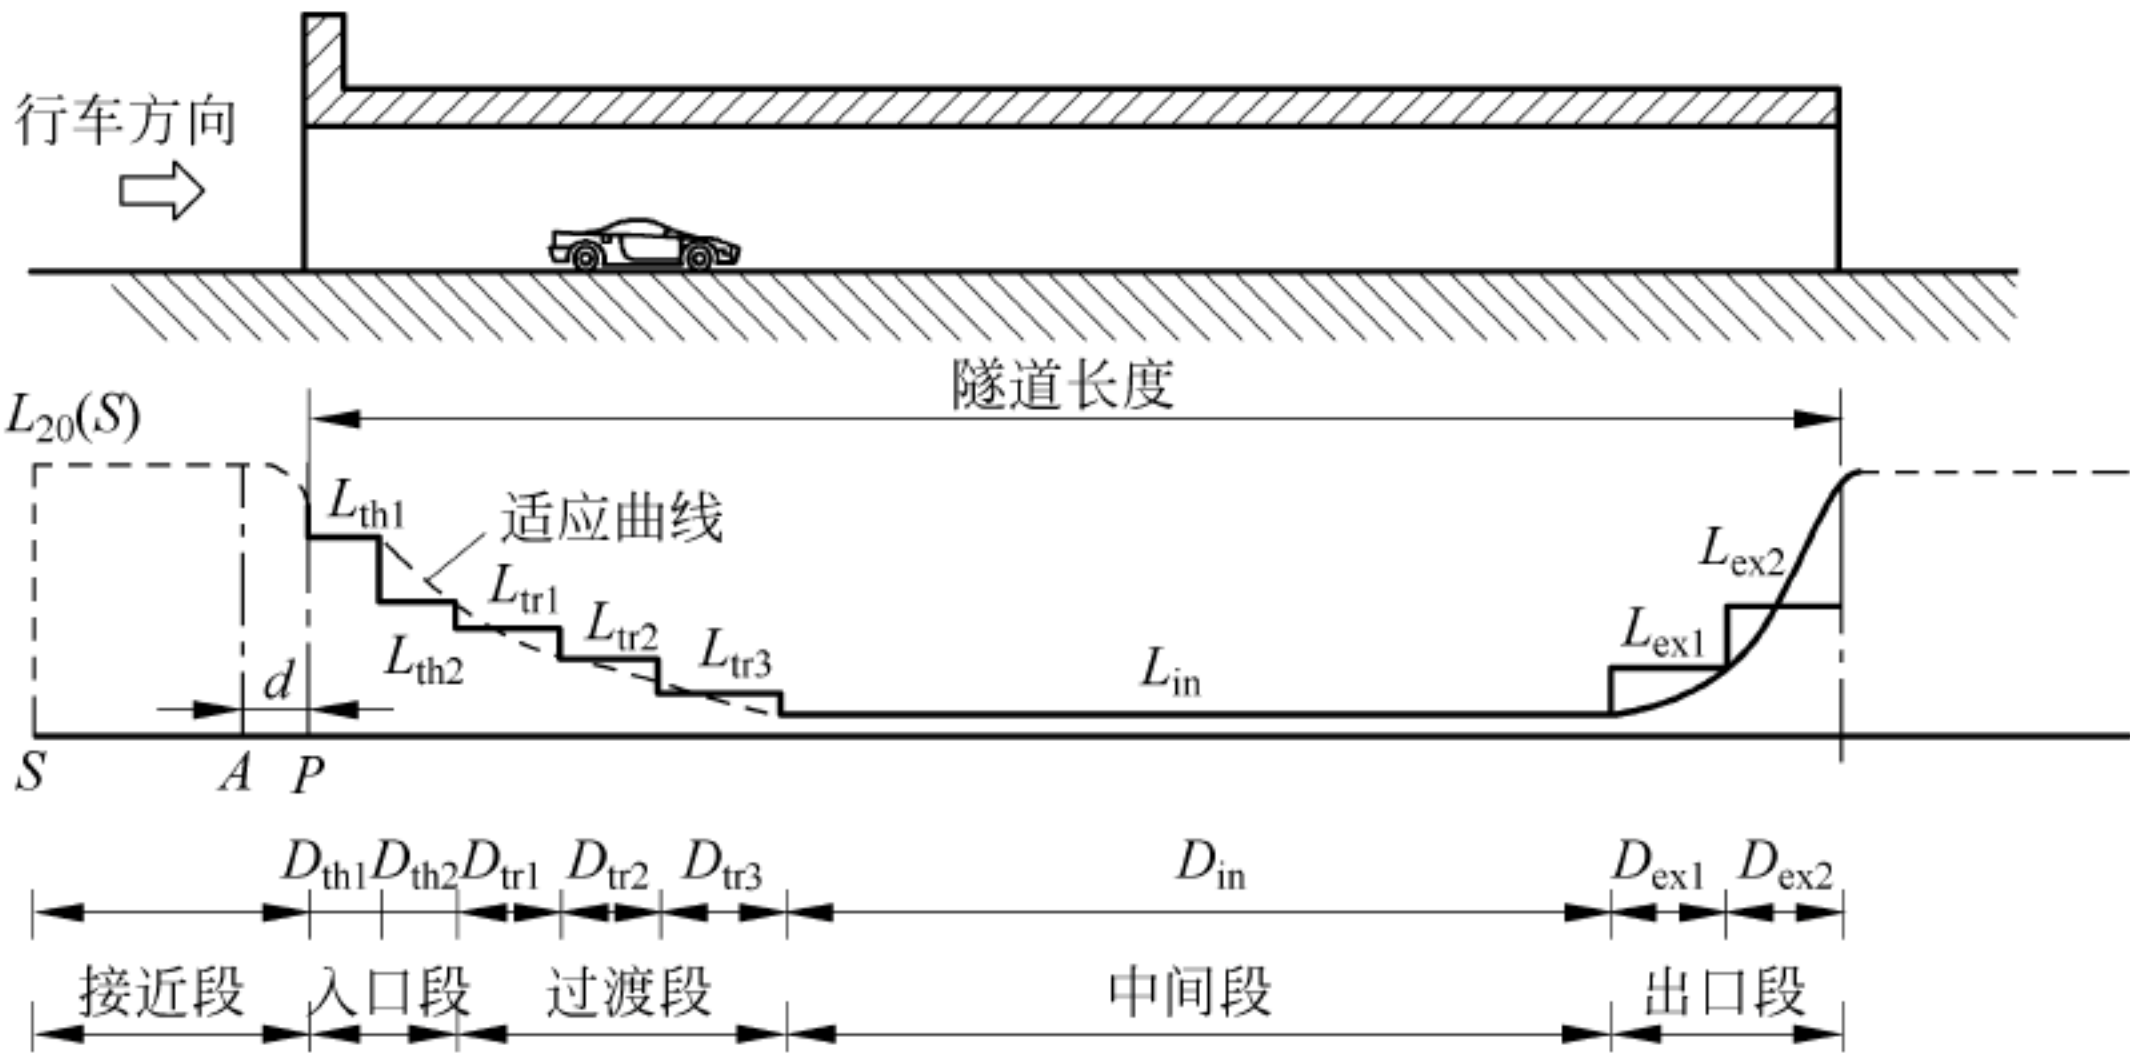 行车方向
隧道长度
L20(S)
Lth1
适应曲线
Lex2
Ltr1
Ltr2
Lex1
Lth2
Ltr3
Lin
d
S A P
Dth1 Dth2 Dtr1 Dtr2 Dtr3 Din Dex1 Dex2
接近段 入口段 过渡段 中间段 出口段